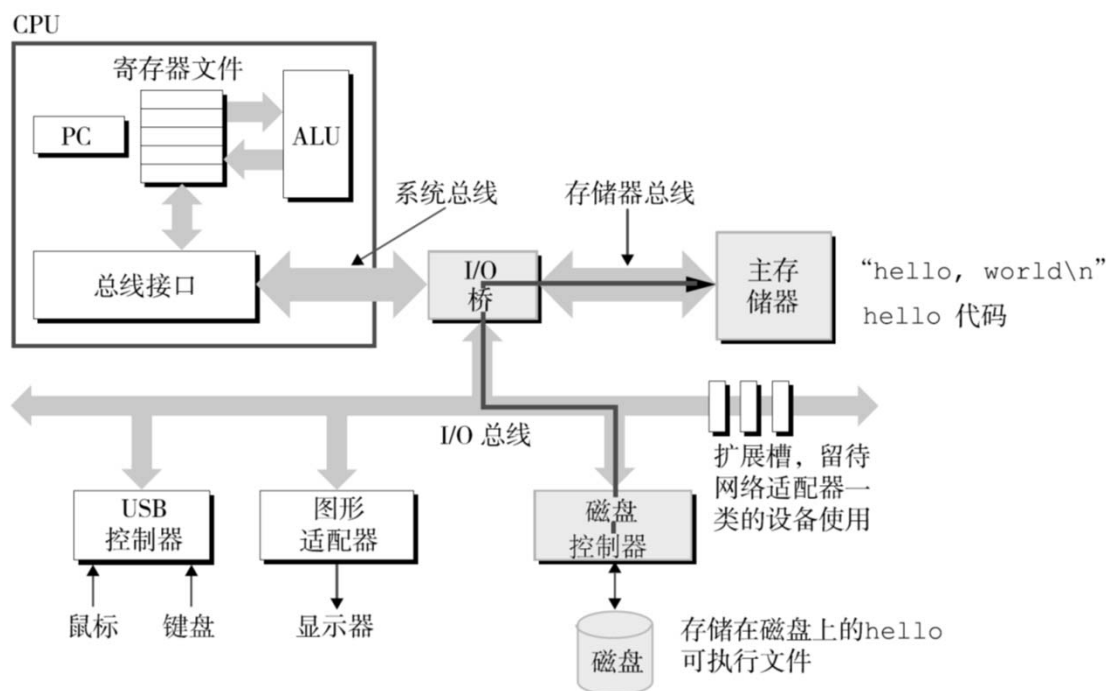 CPU
寄存器文件
PC
ALU
系统总线
存储器总线
总线接口
I/O
桥
主存
储器
“hello, world\n”
hello 代码
I/O 总线
扩展槽，留待
网络适配器一
类的设备使用
USB
控制器
图形
适配器
磁盘
控制器
鼠标
键盘
显示器
磁盘
存储在磁盘上的hello
可执行文件